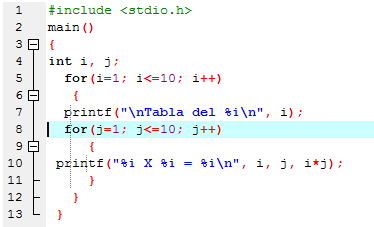 1 #include <stdio.h>
2 main()
3 {
4 int i, j;
5 for(i=1; i<=10; i++)
6 {
7 printf("\nTabla del %i\n", i);
8 for(j=1; j<=10; j++)
9 {
10 printf("%i X %i = %i\n", i, j, i*j);
11 }
12 }
13 }